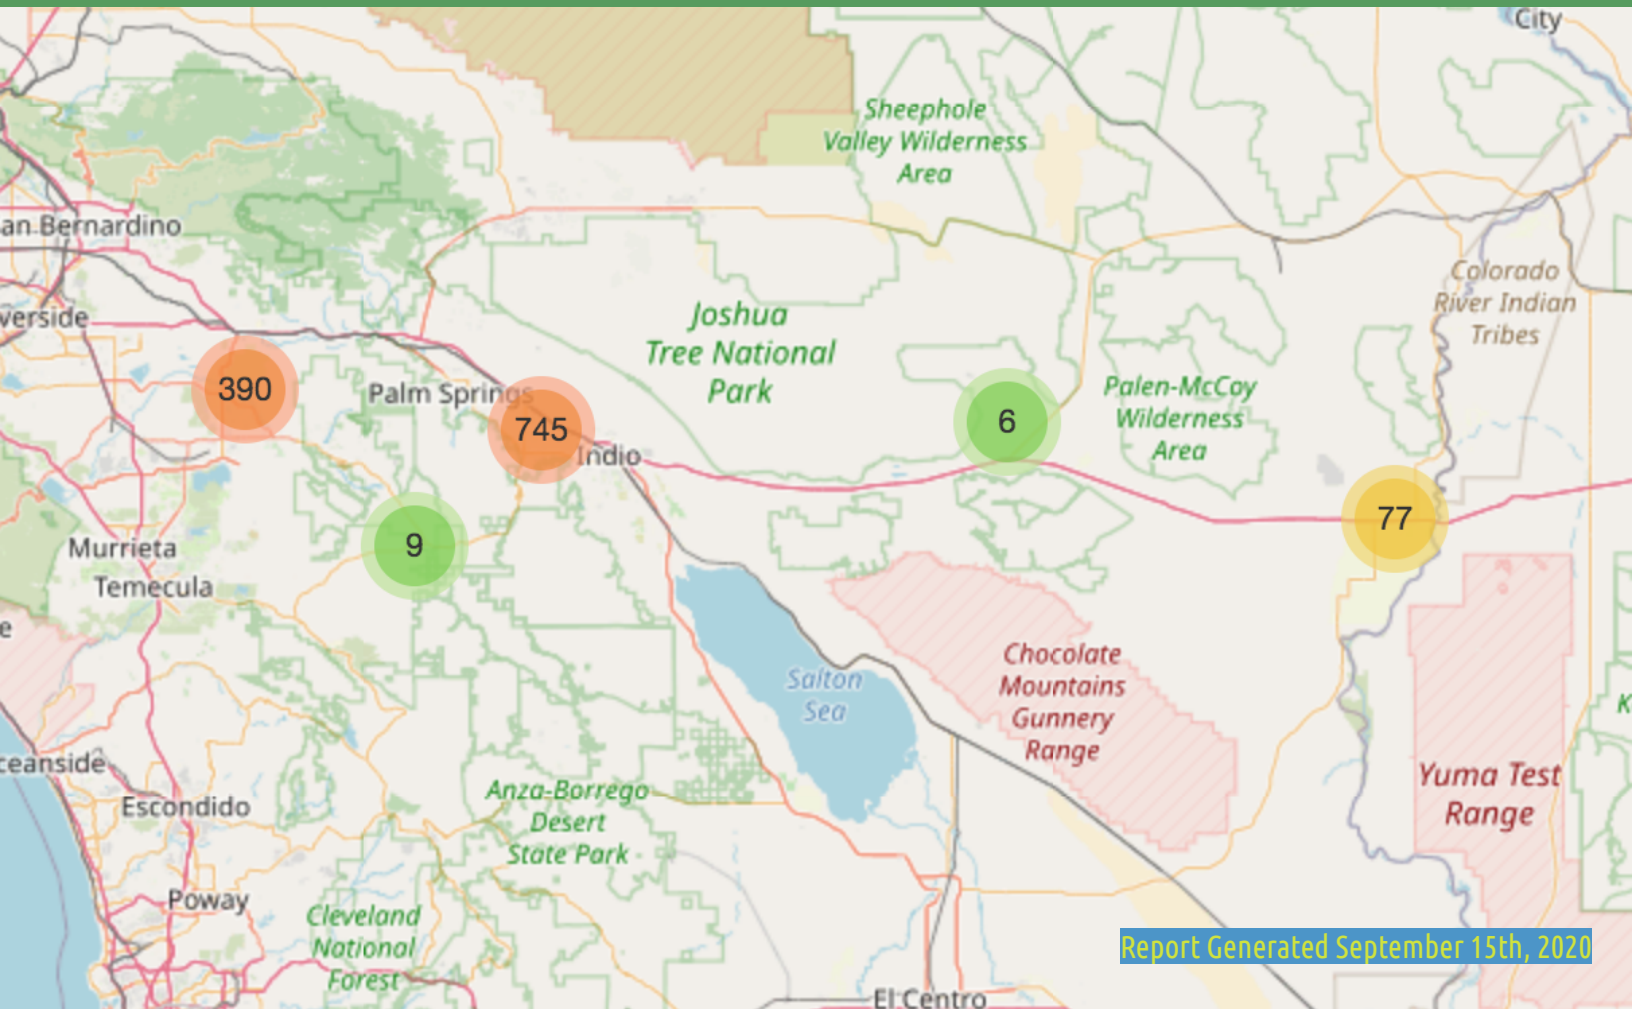 City
Sheephole
Valley Wilderness
Area
an Bernardino
Colorado
River Indian
Tribes
verside
Joshua
Tree National
Park
390
Palm Springs
745
Indio
6
Palen-McCoy
Wilderness
Area
77
9
Murrieta
Temecula
e
Chocolate
Mountains
Gunnery
Range
Salton
Sea
K
ceanside
Escondido
Anza-Borrego
Desert
State Park
Yuma Test
Range
Poway
Cleveland
National
Forest
Report Generated September 15th, 2020
El Centro